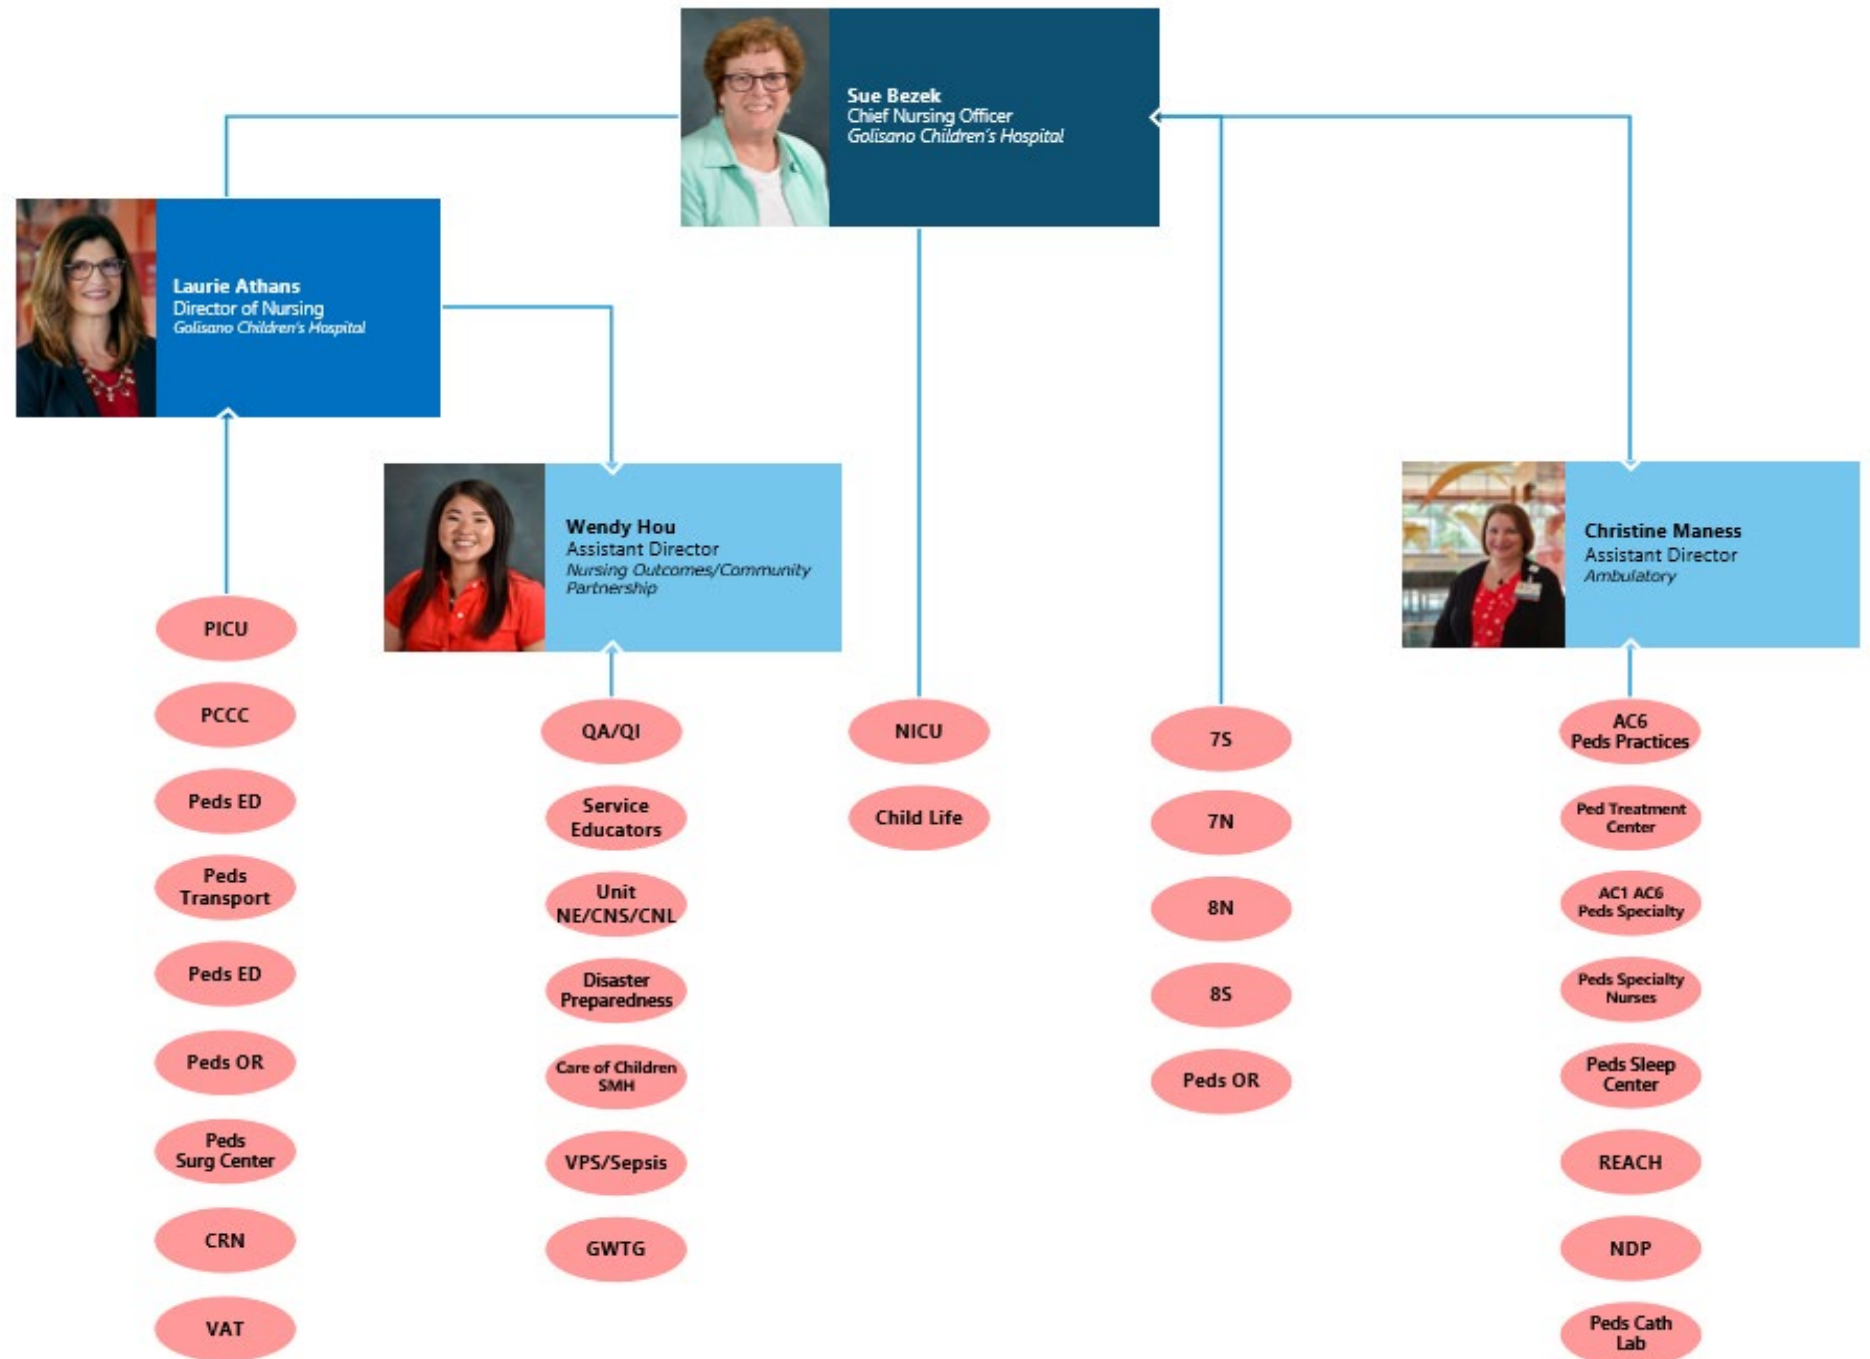 Sue Bezek
Chief Nursing Officer
Golisano Children's Hospital
Laurie Athans
Director of Nursing
Golisano Children's Hospital
Wendy Hou
Assistant Director
Nursing Outcomes/Community
Partnership
Christine Maness
Assistant Director
Ambulatory
PICU
PCCC
Peds ED
Peds
Transport
Peds ED
Peds OR
Peds
Surg Center
CRN
VAT
QA/QI
Service
Educators
Unit
NE/CNS/CNL
Disaster
Preparedness
Care of Children
SMH
VPS/Sepsis
GWTG
NICU
Child Life
7S
7N
8N
8S
Peds OR
AC6
Peds Practices
Ped Treatment
Center
AC1 AC6
Peds Specialty
Peds Specialty
Nurses
Peds Sleep
Center
REACH
NDP
Peds Cath
Lab